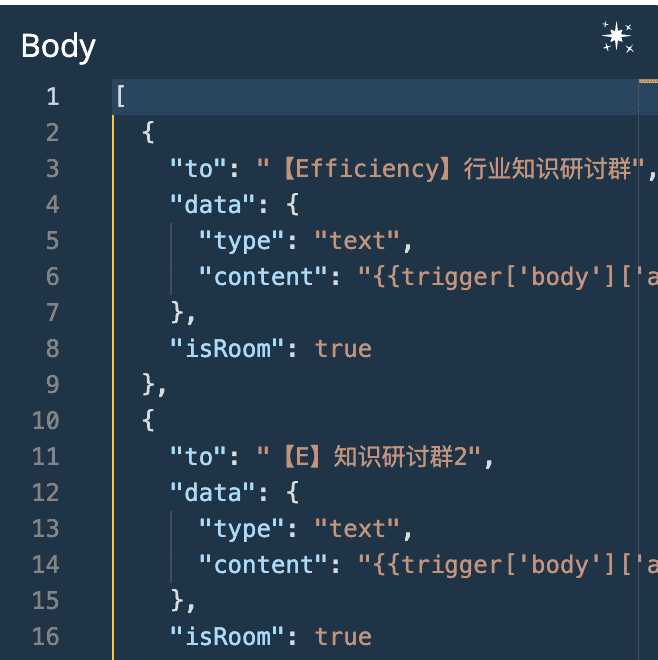 Body
1 [
2 {
3 "to": "【Efficiency】行业知识研讨群",
4 "data": {
5 "type": "text",
6 "content": "{{trigger['body']['a
7 },
8 "isRoom": true
9 },
10 {
11 "to": "【E】知识研讨群2",
12 "data": {
13 "type": "text",
14 "content": "{{trigger['body']['a
15 },
16 "isRoom": true